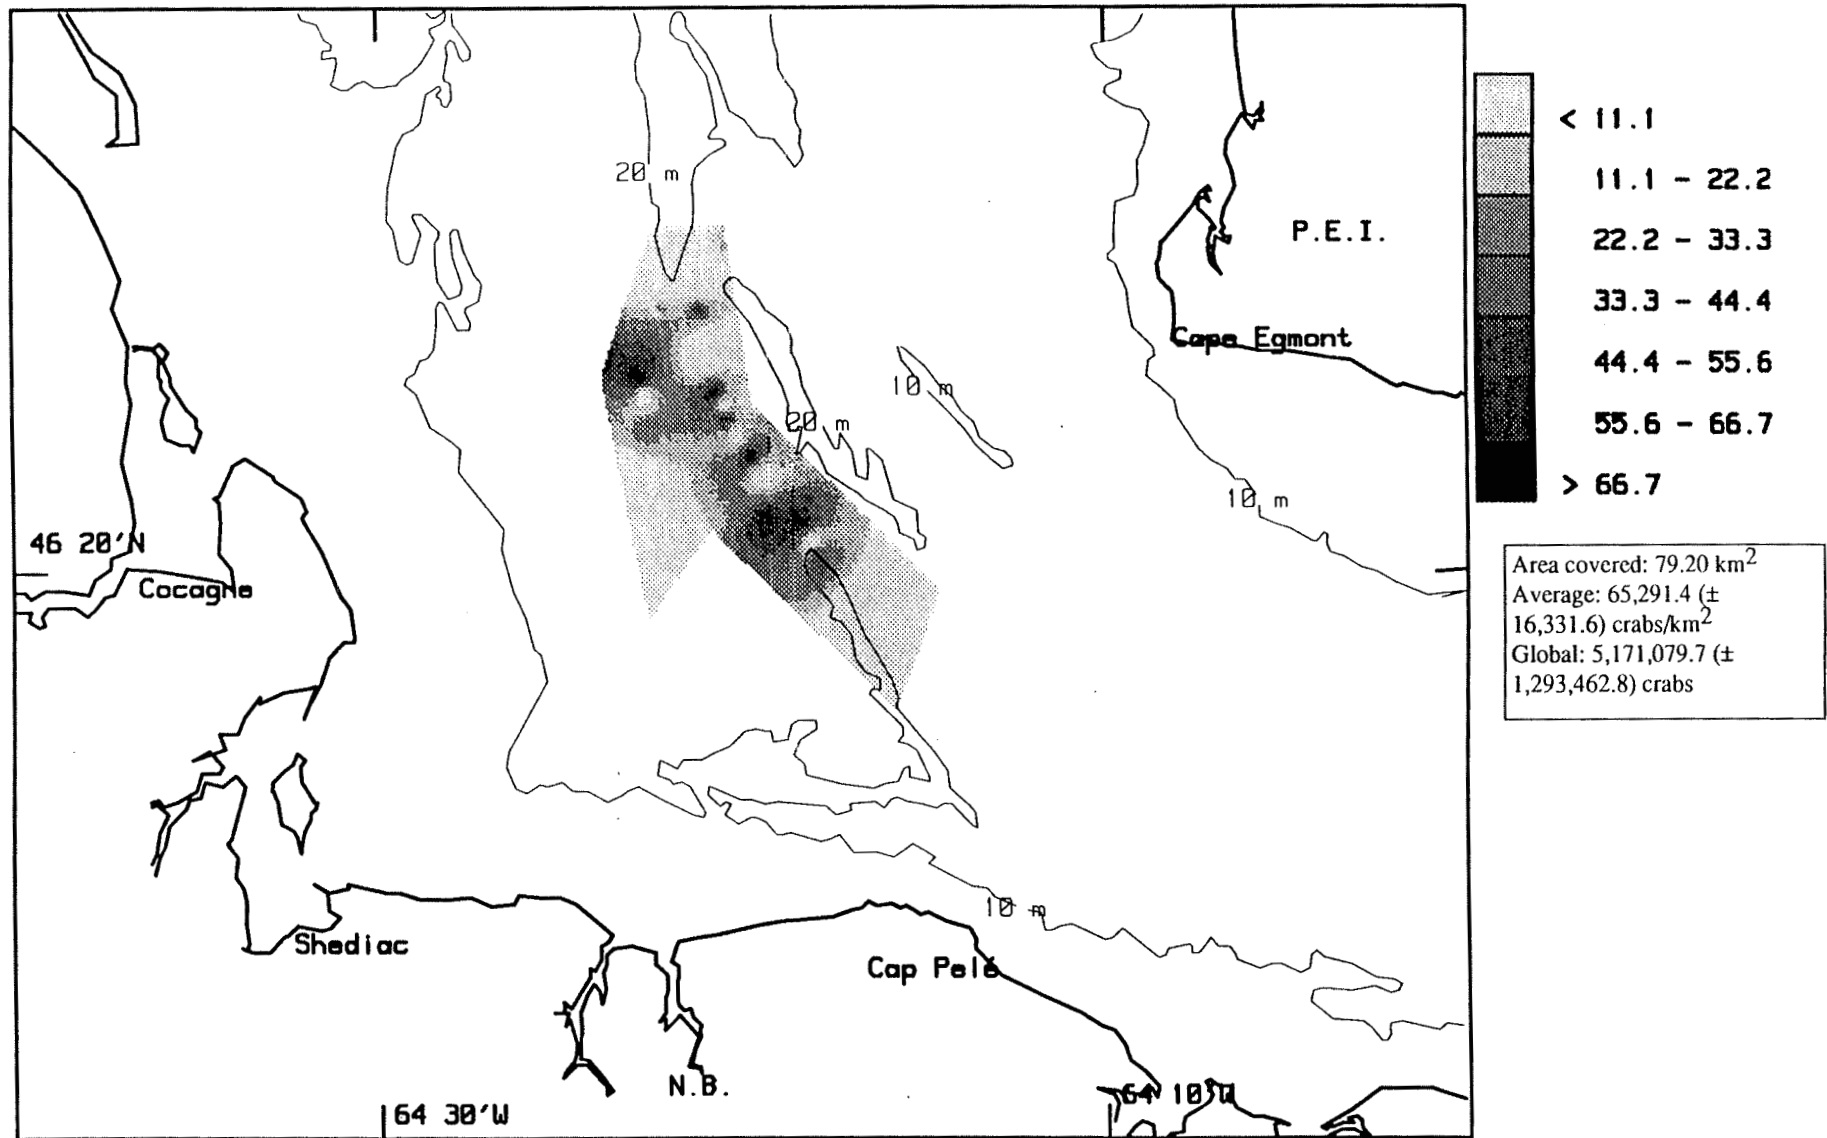 20 m
P.E.I.
Cape Egmont
10 m
20 m
10 m
46 20'N
Cocagne
10 m
Shediac
Cap Pelé
N.B.
64 30'W
64 10'W
< 11.1
11.1 - 22.2
22.2 - 33.3
33.3 - 44.4
44.4 - 55.6
55.6 - 66.7
> 66.7
Area covered: 79.20 km²
Average: 65,291.4 (±
16,331.6) crabs/km²
Global: 5,171,079.7 (±
1,293,462.8) crabs